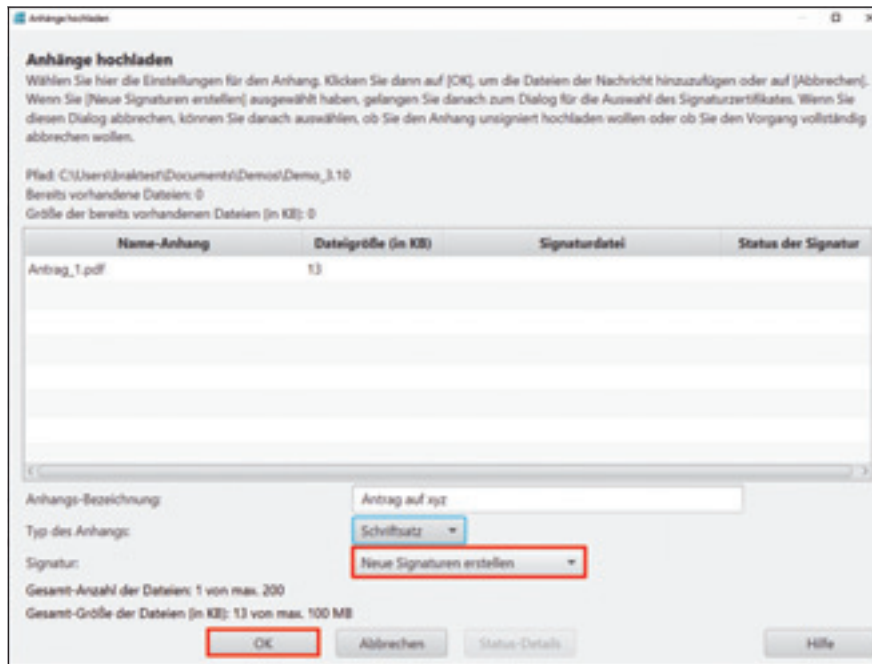 Anhänge hochladen
Anhänge hochladen
Wählen Sie hier die Einstellungen für den Anhang. Klicken Sie dann auf [OK], um die Dateien der Nachricht hinzuzufügen oder auf [Abbrechen].
Wenn Sie [Neue Signaturen erstellen] ausgewählt haben, gelangen Sie danach zum Dialog für die Auswahl des Signaturzertifikates. Wenn Sie
diesen Dialog abbrechen, können Sie danach auswählen, ob Sie den Anhang unsigniert hochladen wollen oder ob Sie den Vorgang vollständig
abbrechen wollen.
Pfad: C:\Users\braktest\Documents\Demos\Demo_3.10
Bereits vorhandene Dateien: 0
Größe der bereits vorhandenen Dateien (in KB): 0
Name-Anhang Dateigröße (in KB) Signaturdatei Status der Signatur
Antrag_1.pdf 13
Anhangs-Bezeichnung: Antrag auf xyz
Typ des Anhangs: Schriftsatz
Signatur: Neue Signaturen erstellen
Gesamt-Anzahl der Dateien: 1 von max. 200
Gesamt-Größe der Dateien (in KB): 13 von max. 100 MB
OK Abbrechen Status-Details Hilfe